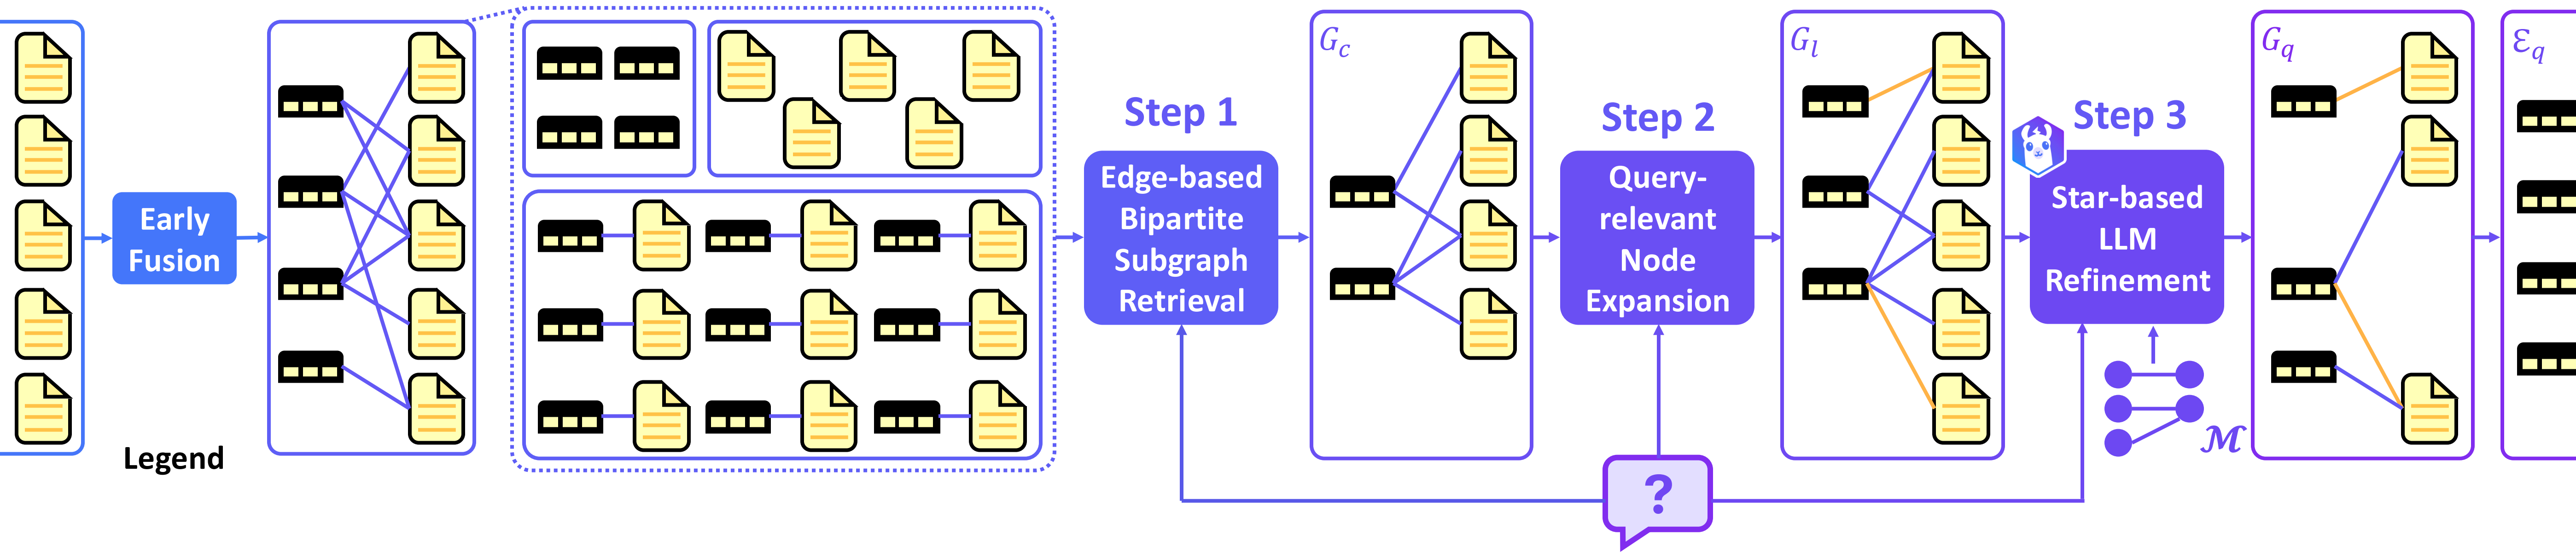 Early
Fusion
Legend
Step 1
Edge-based
Bipartite
Subgraph
Retrieval
G_c
Step 2
Query-
relevant
Node
Expansion
?
G_l
Step 3
Star-based
LLM
Refinement
ℳ
G_q
Ɛ_q